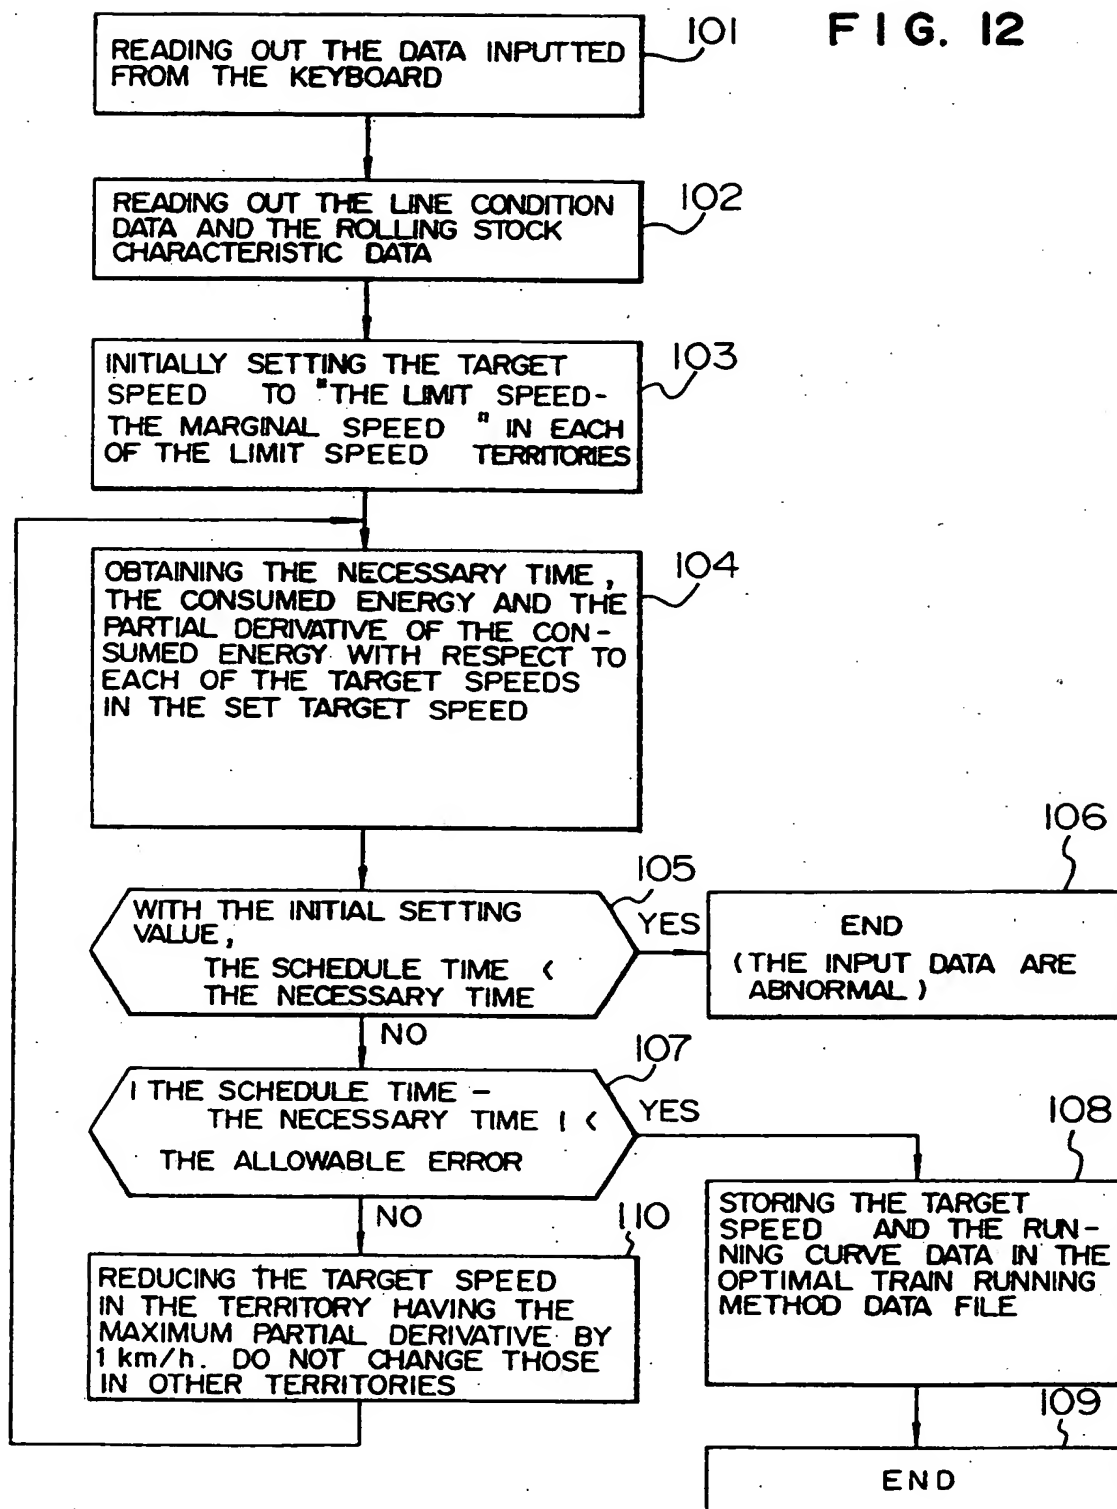 FIG. 12
101
READING OUT THE DATA INPUTTED
FROM THE KEYBOARD
102
READING OUT THE LINE CONDITION
DATA AND THE ROLLING STOCK
CHARACTERISTIC DATA
103
INITIALLY SETTING THE TARGET
SPEED TO "THE LIMIT SPEED-
THE MARGINAL SPEED " IN EACH
OF THE LIMIT SPEED TERRITORIES
104
OBTAINING THE NECESSARY TIME,
THE CONSUMED ENERGY AND THE
PARTIAL DERIVATIVE OF THE CON-
SUMED ENERGY WITH RESPECT TO
EACH OF THE TARGET SPEEDS
IN THE SET TARGET SPEED
105
WITH THE INITIAL SETTING
VALUE,
THE SCHEDULE TIME <
THE NECESSARY TIME
YES
106
END
(THE INPUT DATA ARE
ABNORMAL)
NO
107
| THE SCHEDULE TIME -
THE NECESSARY TIME | <
THE ALLOWABLE ERROR
YES
108
STORING THE TARGET
SPEED AND THE RUN-
NING CURVE DATA IN THE
OPTIMAL TRAIN RUNNING
METHOD DATA FILE
NO
110
REDUCING THE TARGET SPEED
IN THE TERRITORY HAVING THE
MAXIMUM PARTIAL DERIVATIVE BY
1 km/h. DO NOT CHANGE THOSE
IN OTHER TERRITORIES
109
END